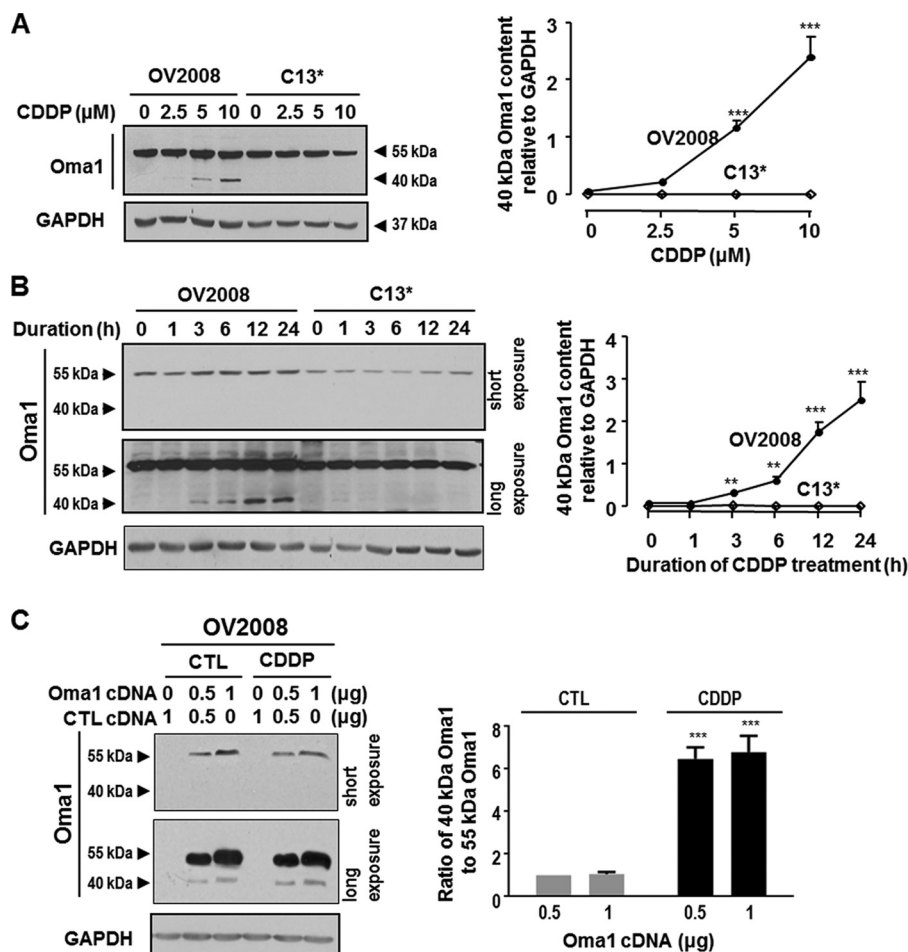 A
OV2008 C13*
CDDP (µM) 0 2.5 5 10 0 2.5 5 10
Oma1
55 kDa
40 kDa
GAPDH
37 kDa
40 kDa Oma1 content
relative to GAPDH
3
2
1
0
***
***
OV2008
C13*
0 2.5 5 10
CDDP (µM)
B
OV2008 C13*
Duration (h) 0 1 3 6 12 24 0 1 3 6 12 24
Oma1
55 kDa
40 kDa
short
exposure
55 kDa
40 kDa
long
exposure
GAPDH
40 kDa Oma1 content
relative to GAPDH
4
3
2
1
0
***
***
**
**
OV2008
C13*
0 1 3 6 12 24
Duration of CDDP treatment (h)
C
OV2008
CTL CDDP
Oma1 cDNA 0 0.5 1 0 0.5 1 (µg)
CTL cDNA 1 0.5 0 1 0.5 0 (µg)
Oma1
55 kDa
40 kDa
short
exposure
55 kDa
40 kDa
long
exposure
GAPDH
Ratio of 40 kDa Oma1
to 55 kDa Oma1
8
6
4
2
0
CTL CDDP
*** ***
0.5 1 0.5 1
Oma1 cDNA (µg)